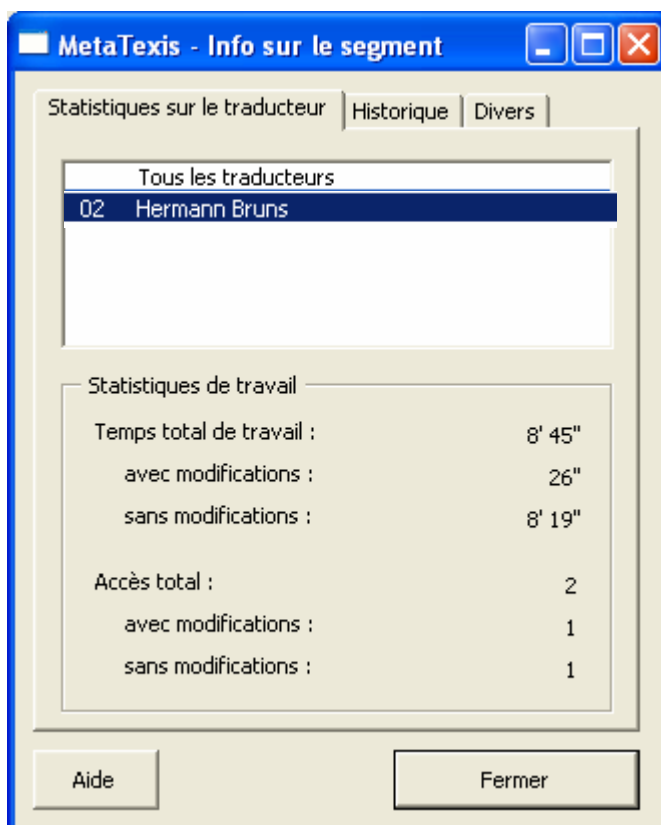 MetaTexis - Info sur le segment
Statistiques sur le traducteur Historique Divers
Tous les traducteurs
02 Hermann Bruns
Statistiques de travail
Temps total de travail : 8' 45"
avec modifications : 26"
sans modifications : 8' 19"
Accès total : 2
avec modifications : 1
sans modifications : 1
Aide Fermer